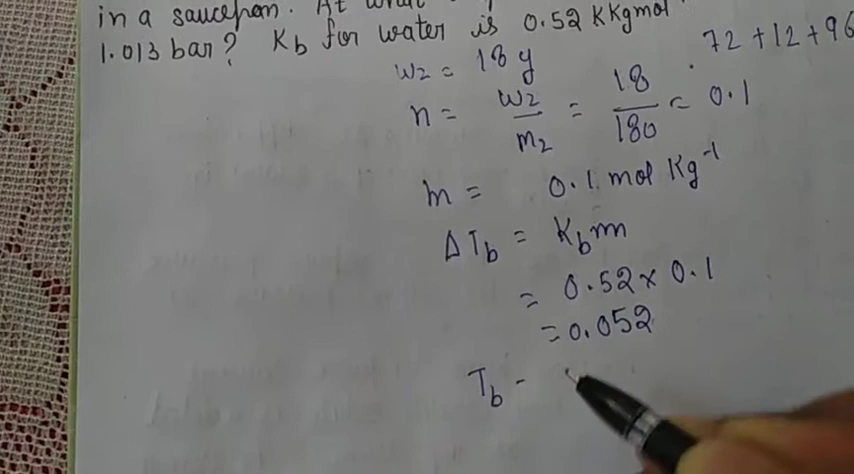 in a saucepan. At what
1.013 bar? Kb for water is 0.52 K Kg mol
72 + 12 + 96
W2 = 18 g
n = W2/m2 = 18/180 = 0.1
m = 0.1 mol Kg⁻¹
ΔTb = Kbm
= 0.52 × 0.1
= 0.052
Tb -